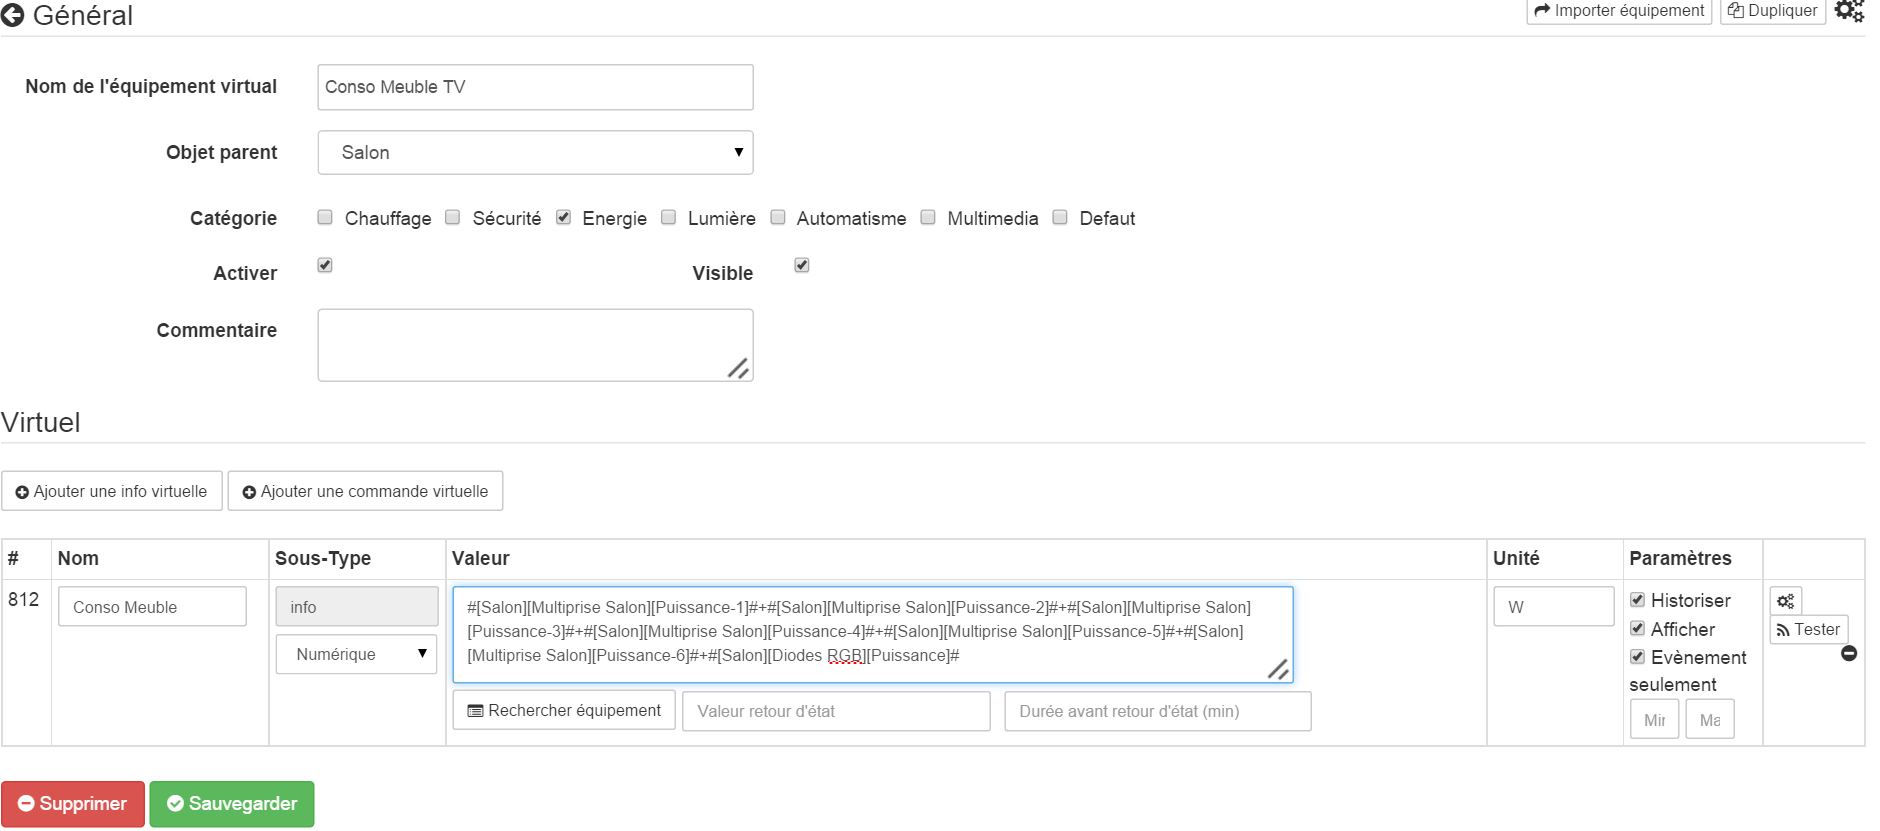 Général
Importer équipement
Dupliquer
Nom de l'équipement virtual
Conso Meuble TV
Objet parent
Salon
Catégorie
Chauffage
Sécurité
Energie
Lumière
Automatisme
Multimedia
Defaut
Activer
Visible
Commentaire
Virtuel
Ajouter une info virtuelle
Ajouter une commande virtuelle
# Nom Sous-Type Valeur Unité Paramètres
812
Conso Meuble
info
Numérique
#[Salon][Multiprise Salon][Puissance-1]#+#[Salon][Multiprise Salon][Puissance-2]#+#[Salon][Multiprise Salon]
[Puissance-3]#+#[Salon][Multiprise Salon][Puissance-4]#+#[Salon][Multiprise Salon][Puissance-5]#+#[Salon]
[Multiprise Salon][Puissance-6]#+#[Salon][Diodes RGB][Puissance]#
Rechercher équipement
Valeur retour d'état
Durée avant retour d'état (min)
W
Historiser
Afficher
Evènement
seulement
Mir
Ma
Tester
Supprimer
Sauvegarder